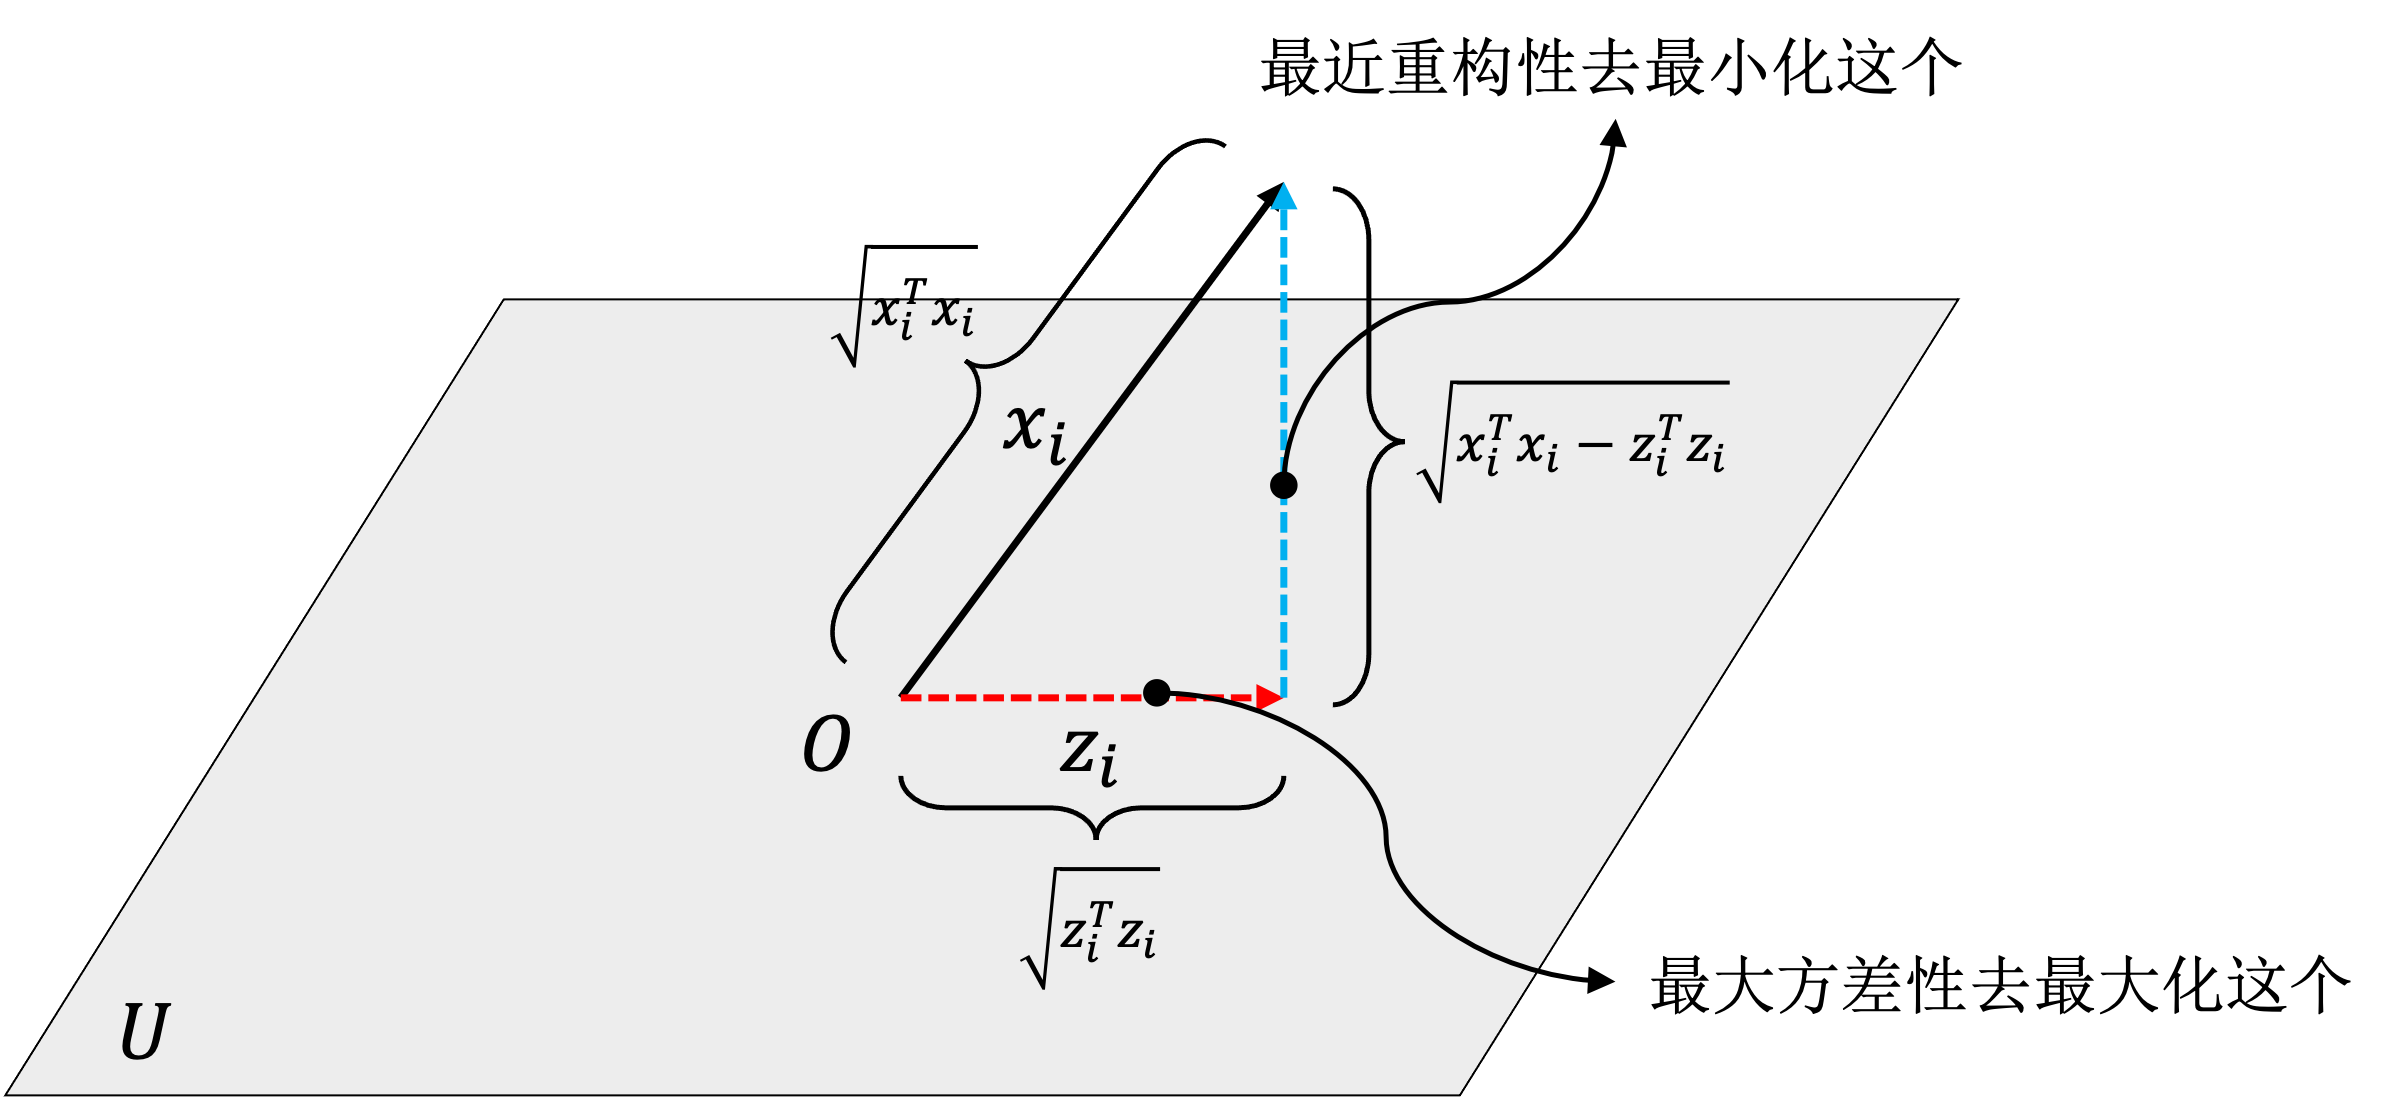 最近重构性去最小化这个
√(x_i^T x_i)
x_i
√(x_i^T x_i − z_i^T z_i)
O
z_i
√(z_i^T z_i)
最大方差性去最大化这个
U